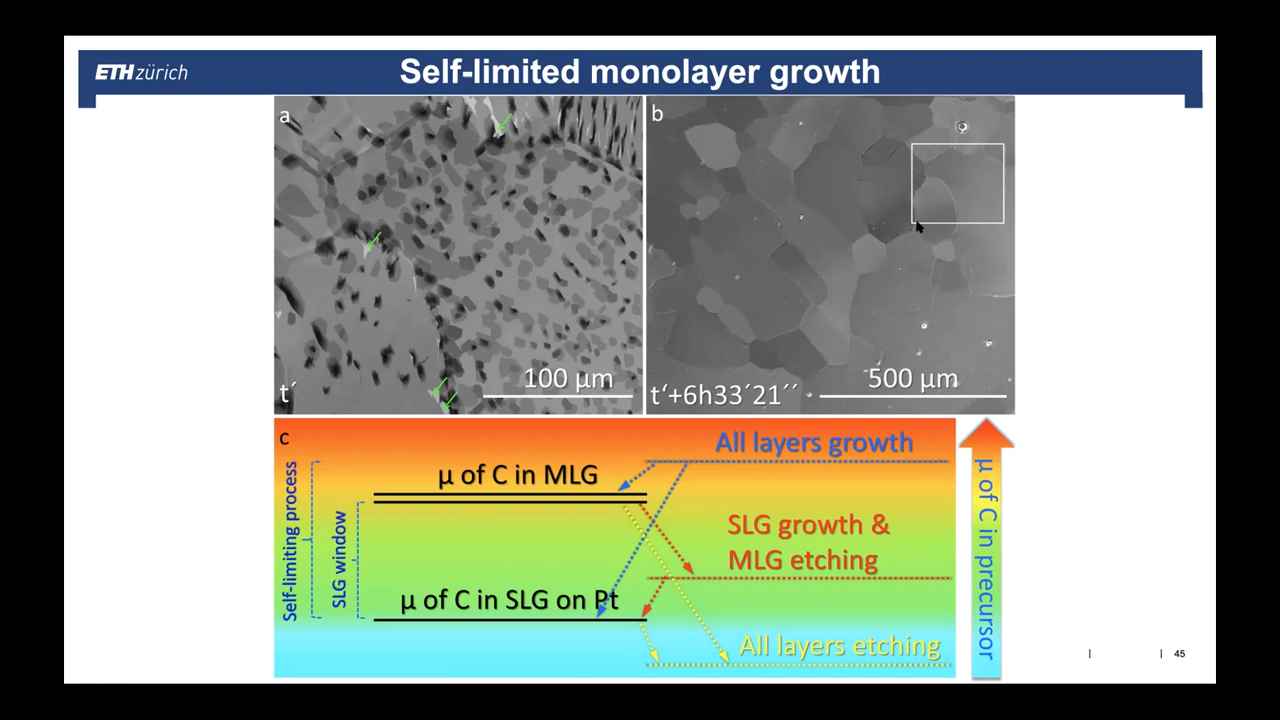 ETH zürich
Self-limited monolayer growth
a
b
100 µm
500 µm
t´
t‘+6h33´21´´
c
All layers growth
µ of C in MLG
SLG growth &
MLG etching
µ of C in SLG on Pt
All layers etching
Self-limiting process
SLG window
µ of C in precursor
| | 45